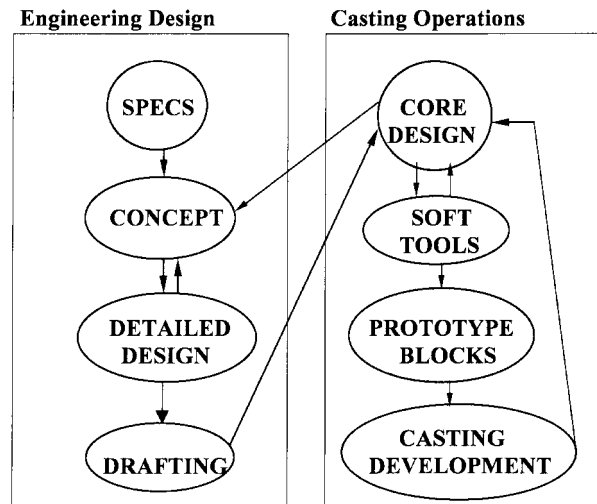 Engineering Design
SPECS
CONCEPT
DETAILED
DESIGN
DRAFTING
Casting Operations
CORE
DESIGN
SOFT
TOOLS
PROTOTYPE
BLOCKS
CASTING
DEVELOPMENT